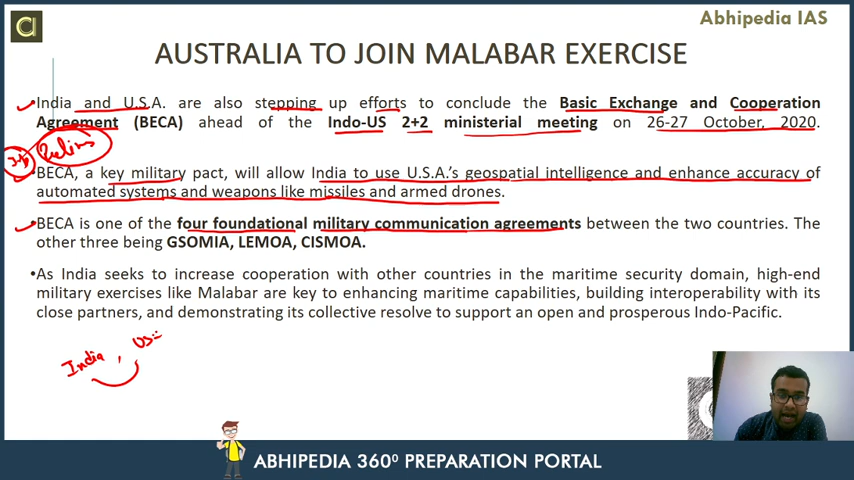 Abhipedia IAS
AUSTRALIA TO JOIN MALABAR EXERCISE
India and U.S.A. are also stepping up efforts to conclude the Basic Exchange and Cooperation
Agreement (BECA) ahead of the Indo-US 2+2 ministerial meeting on 26-27 October, 2020.
Prelims
BECA, a key military pact, will allow India to use U.S.A.'s geospatial intelligence and enhance accuracy of
automated systems and weapons like missiles and armed drones.
BECA is one of the four foundational military communication agreements between the two countries. The
other three being GSOMIA, LEMOA, CISMOA.
•As India seeks to increase cooperation with other countries in the maritime security domain, high-end
military exercises like Malabar are key to enhancing maritime capabilities, building interoperability with its
close partners, and demonstrating its collective resolve to support an open and prosperous Indo-Pacific.
India , US
ABHIPEDIA 360⁰ PREPARATION PORTAL